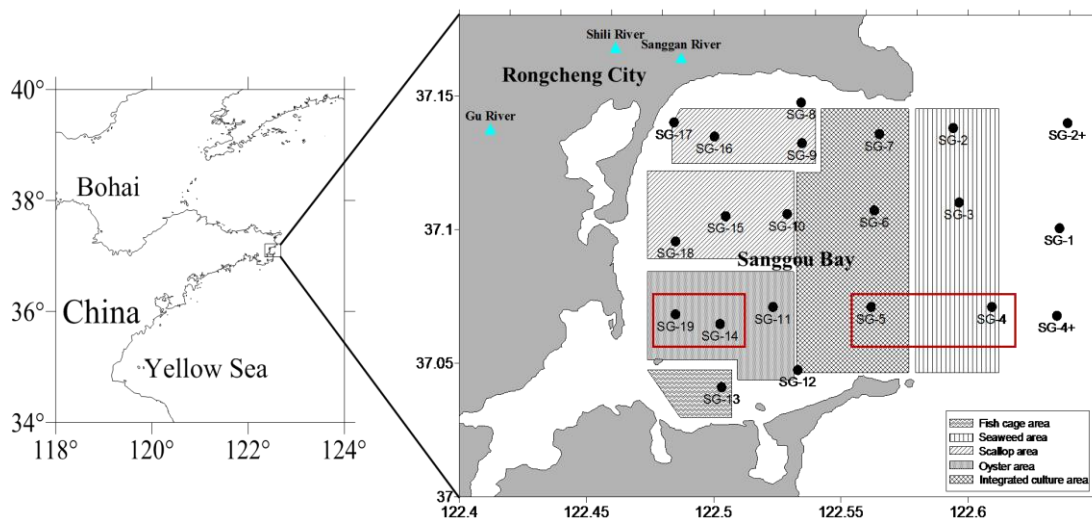 40°
38°
36°
34°
118
120
122
124
Bohai
China
Yellow Sea
37.15
37.1
37.05
37
122.4
122.45
122.5
122.55
122.6
Shili River
Sanggan River
Rongcheng City
Gu River
SG-8
SG-17
SG-16
SG-9
SG-7
SG-2
SG-2+
SG-15
SG-10
SG-6
SG-3
SG-1
SG-18
Sanggou Bay
SG-19
SG-14
SG-11
SG-5
SG-4
SG-4+
SG-12
SG-13
Fish cage area
Seaweed area
Scallop area
Oyster area
Integrated culture area